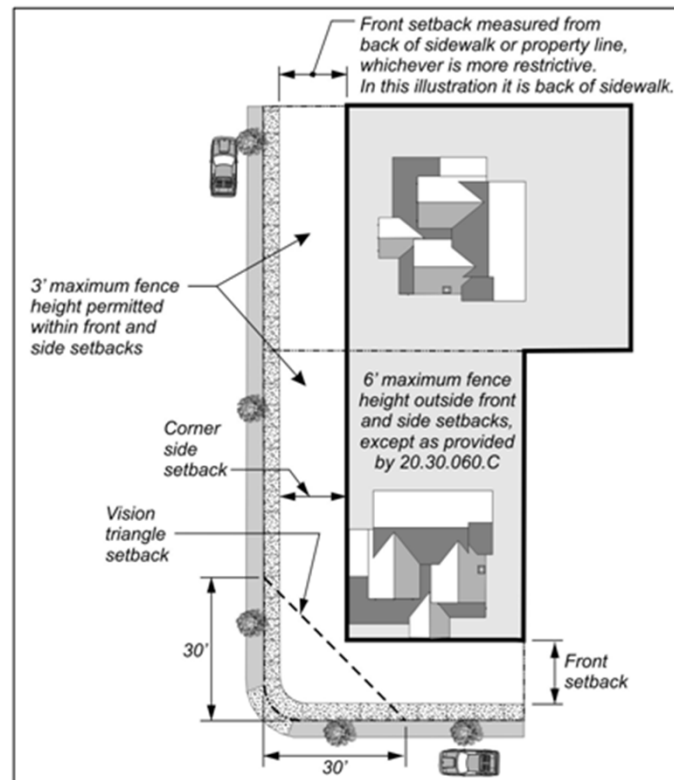 Front setback measured from
back of sidewalk or property line,
whichever is more restrictive.
In this illustration it is back of sidewalk.
3' maximum fence
height permitted
within front and
side setbacks
6' maximum fence
height outside front
and side setbacks,
except as provided
by 20.30.060.C
Corner
side
setback
Vision
triangle
setback
30'
Front
setback
30'